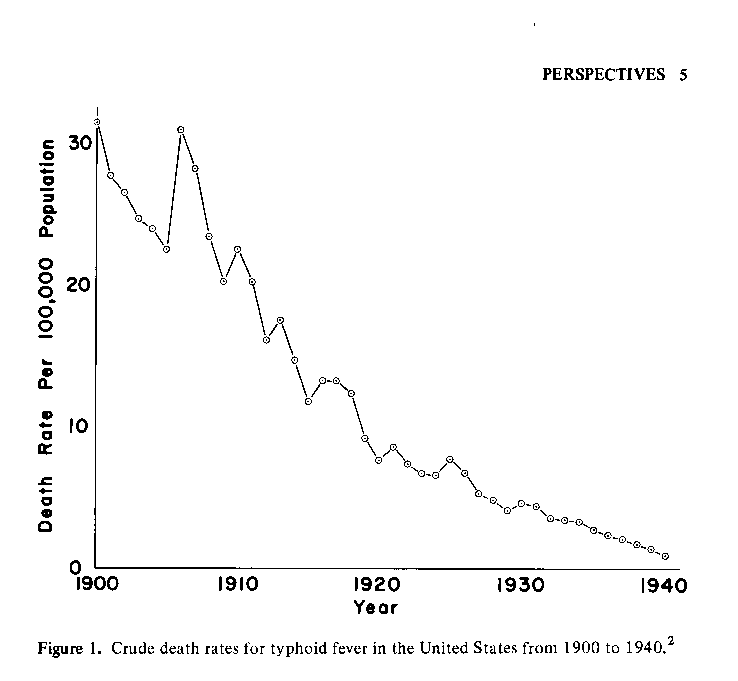 PERSPECTIVES 5
Death Rate Per 100,000 Population
30
20
10
0
1900 1910 1920 1930 1940
Year
Figure 1. Crude death rates for typhoid fever in the United States from 1900 to 1940.2